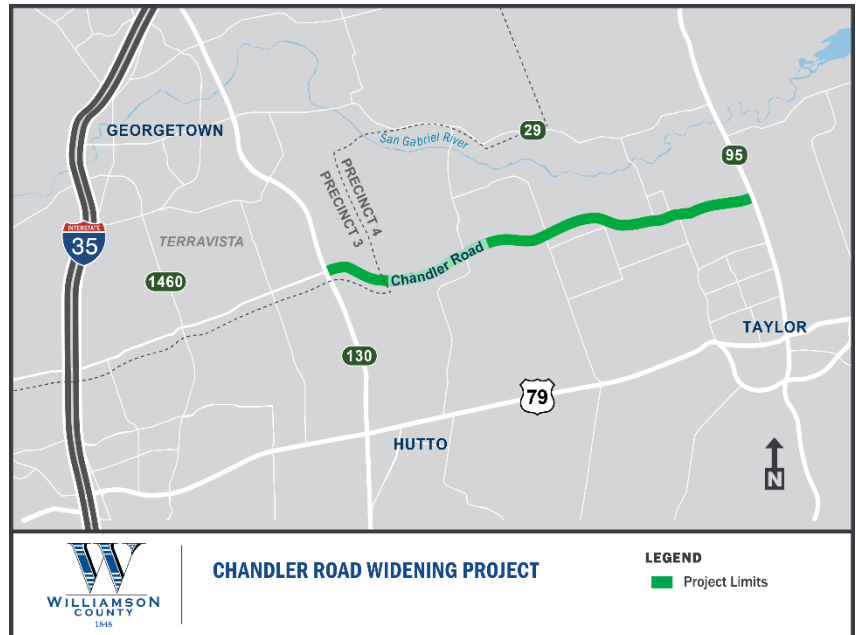 GEORGETOWN
San Gabriel River
29
95
PRECINCT 4
PRECINCT 3
INTERSTATE
35
TERRAVISTA
1460
Chandler Road
130
TAYLOR
79
HUTTO
N
W
WILLIAMSON
COUNTY
1848
CHANDLER ROAD WIDENING PROJECT
LEGEND
Project Limits